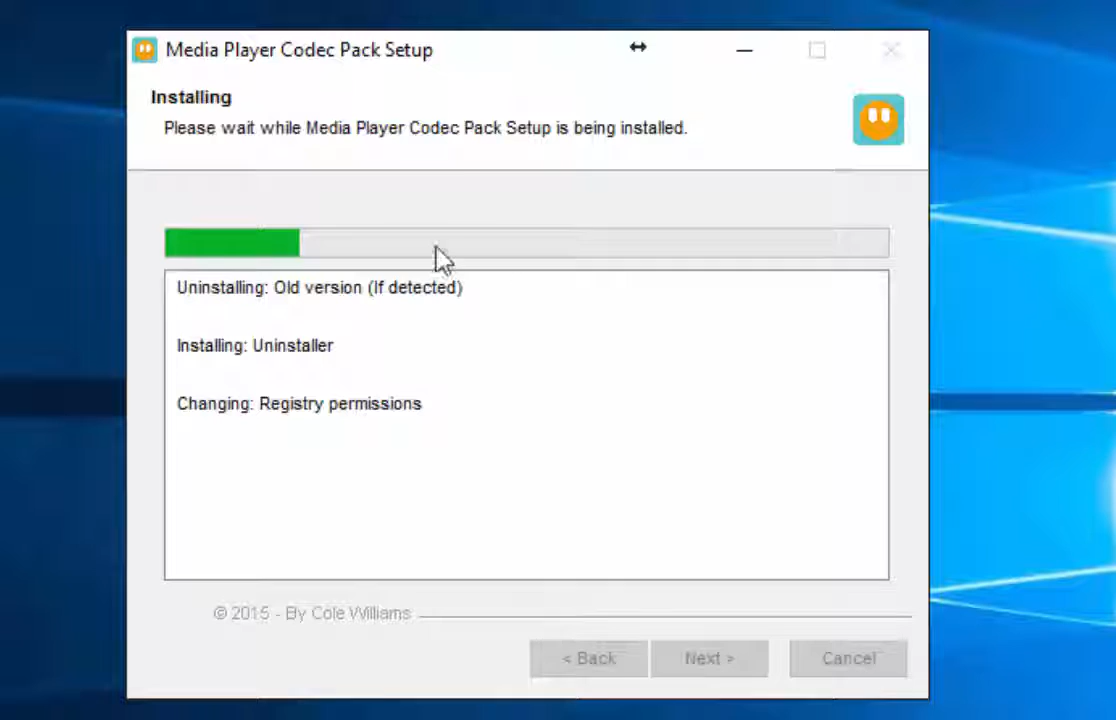 Media Player Codec Pack Setup
Installing
Please wait while Media Player Codec Pack Setup is being installed.
Uninstalling: Old version (If detected)
Installing: Uninstaller
Changing: Registry permissions
© 2015 - By Cole Williams
< Back
Next >
Cancel